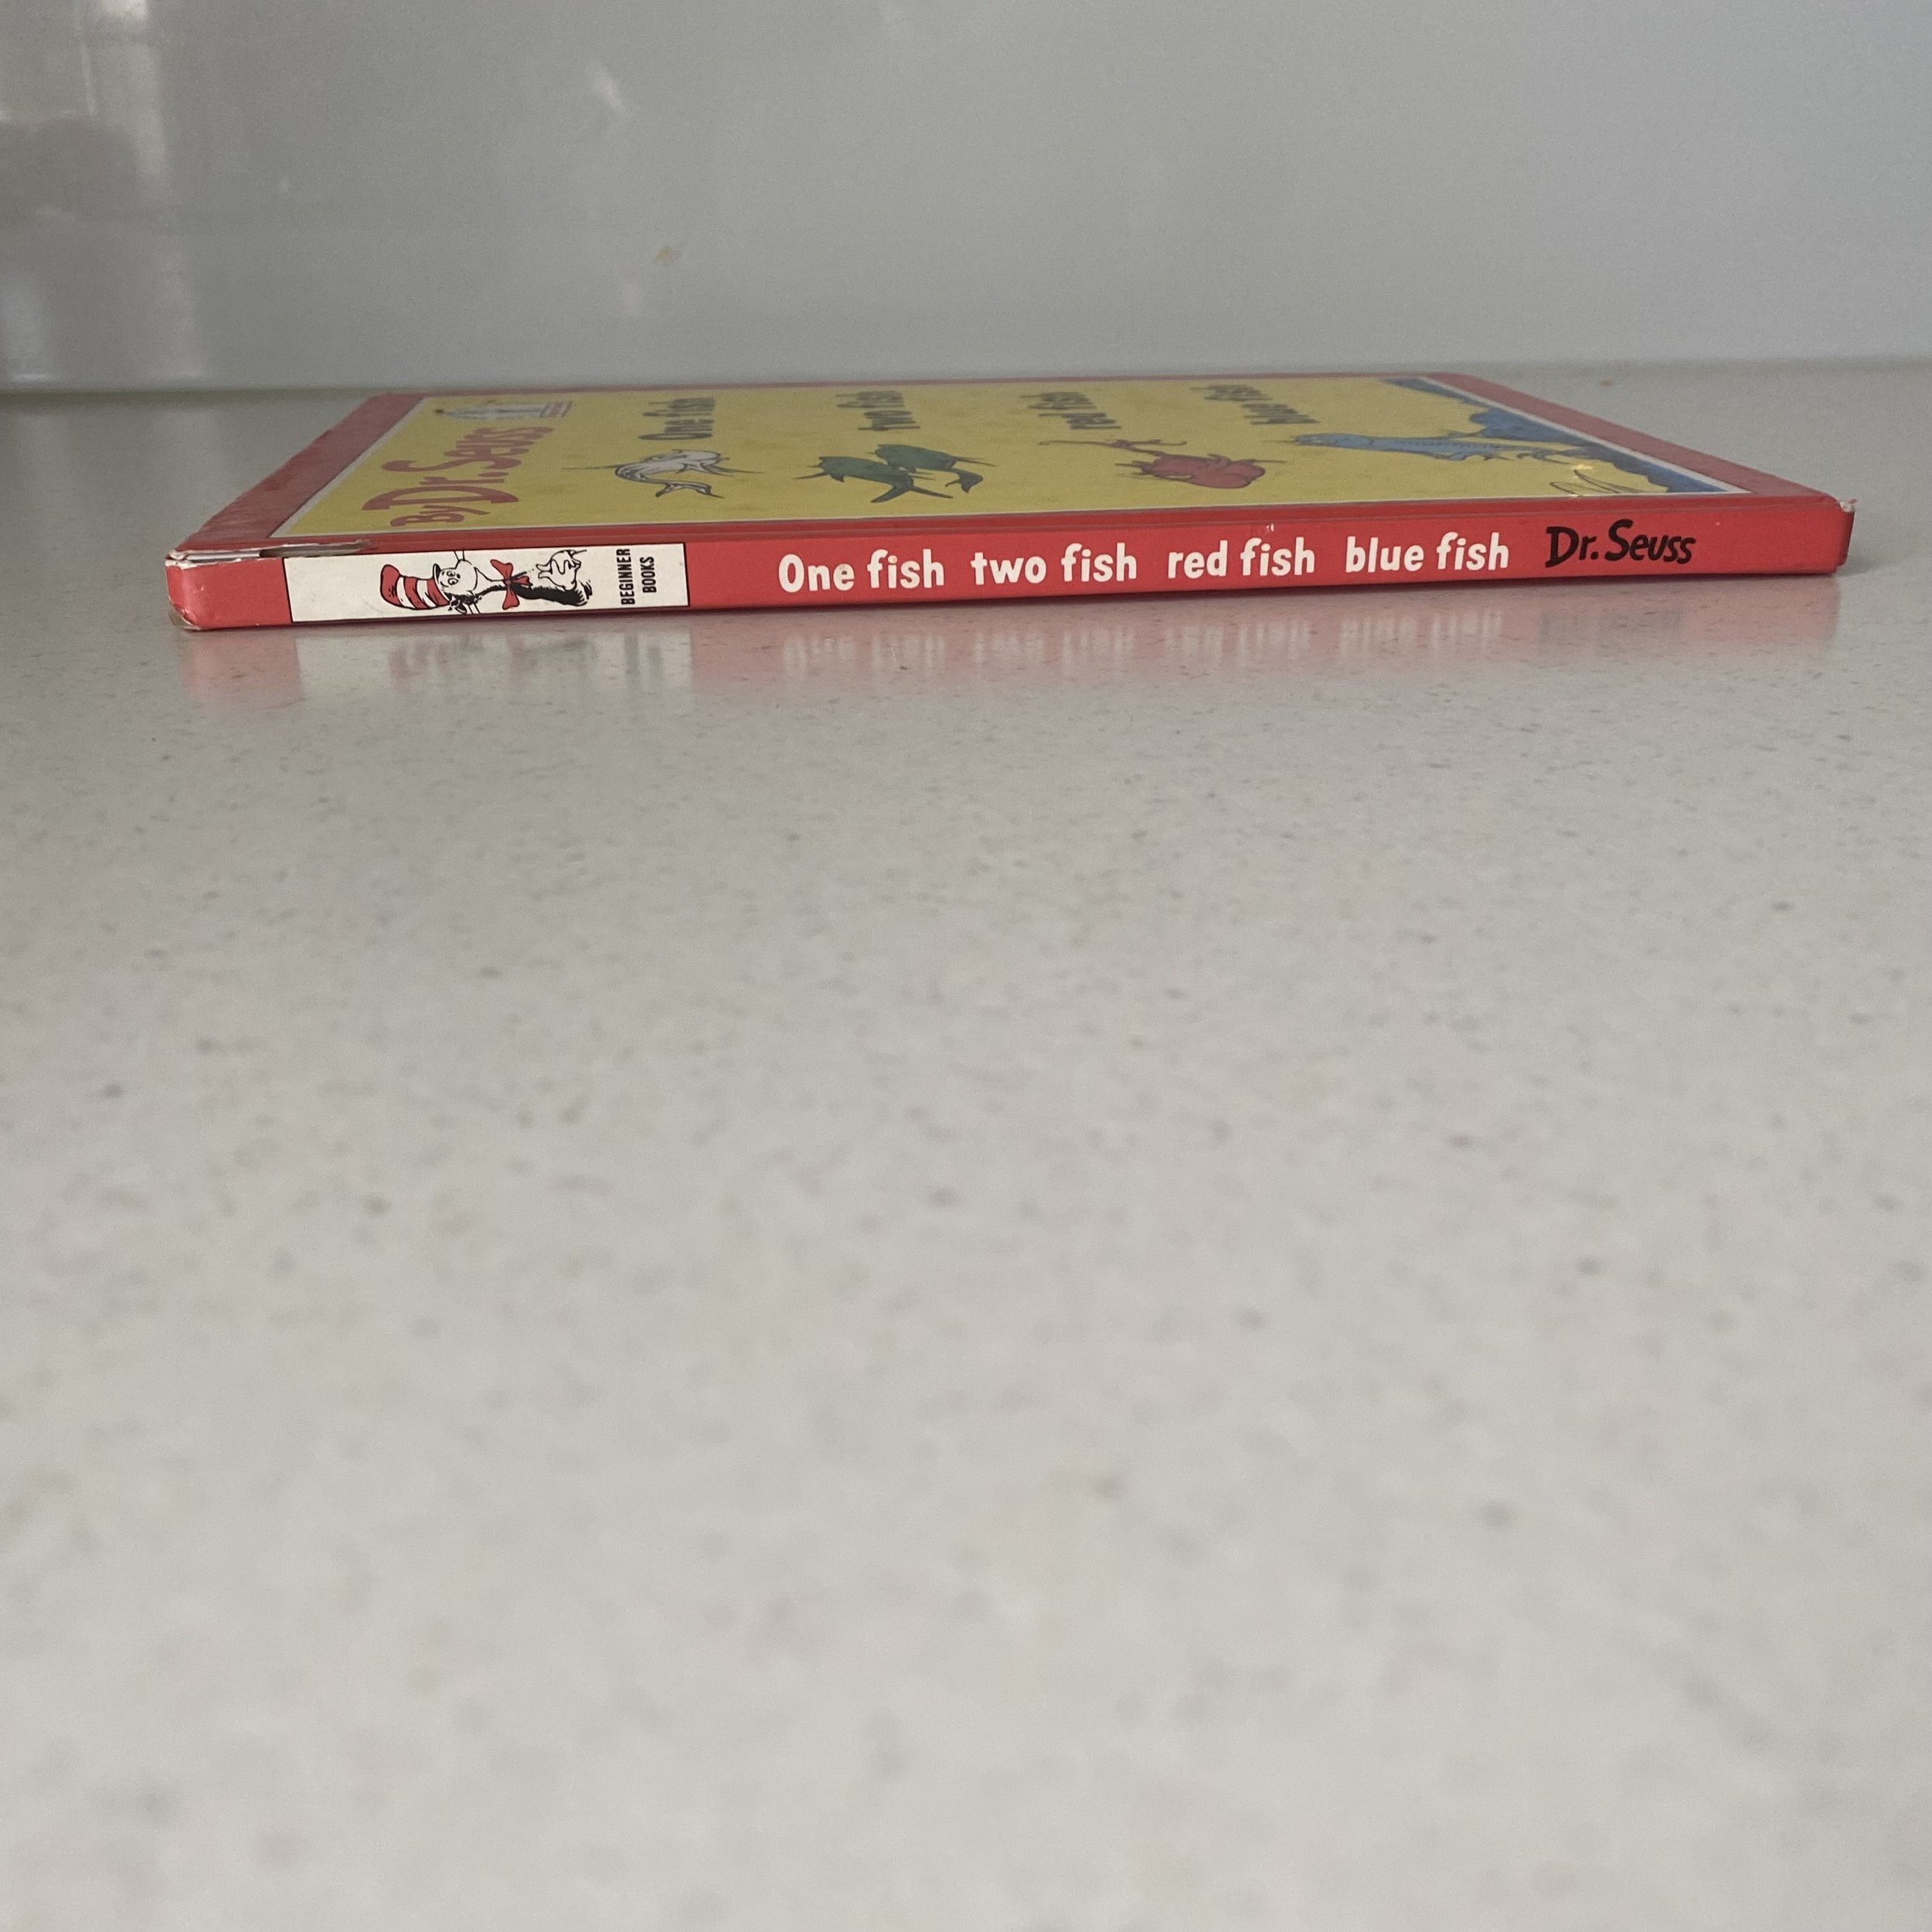 By Dr. Seuss
One fish
two fish
red fish
blue fish
BEGINNER
BOOKS
One fish two fish red fish blue fish Dr. Seuss